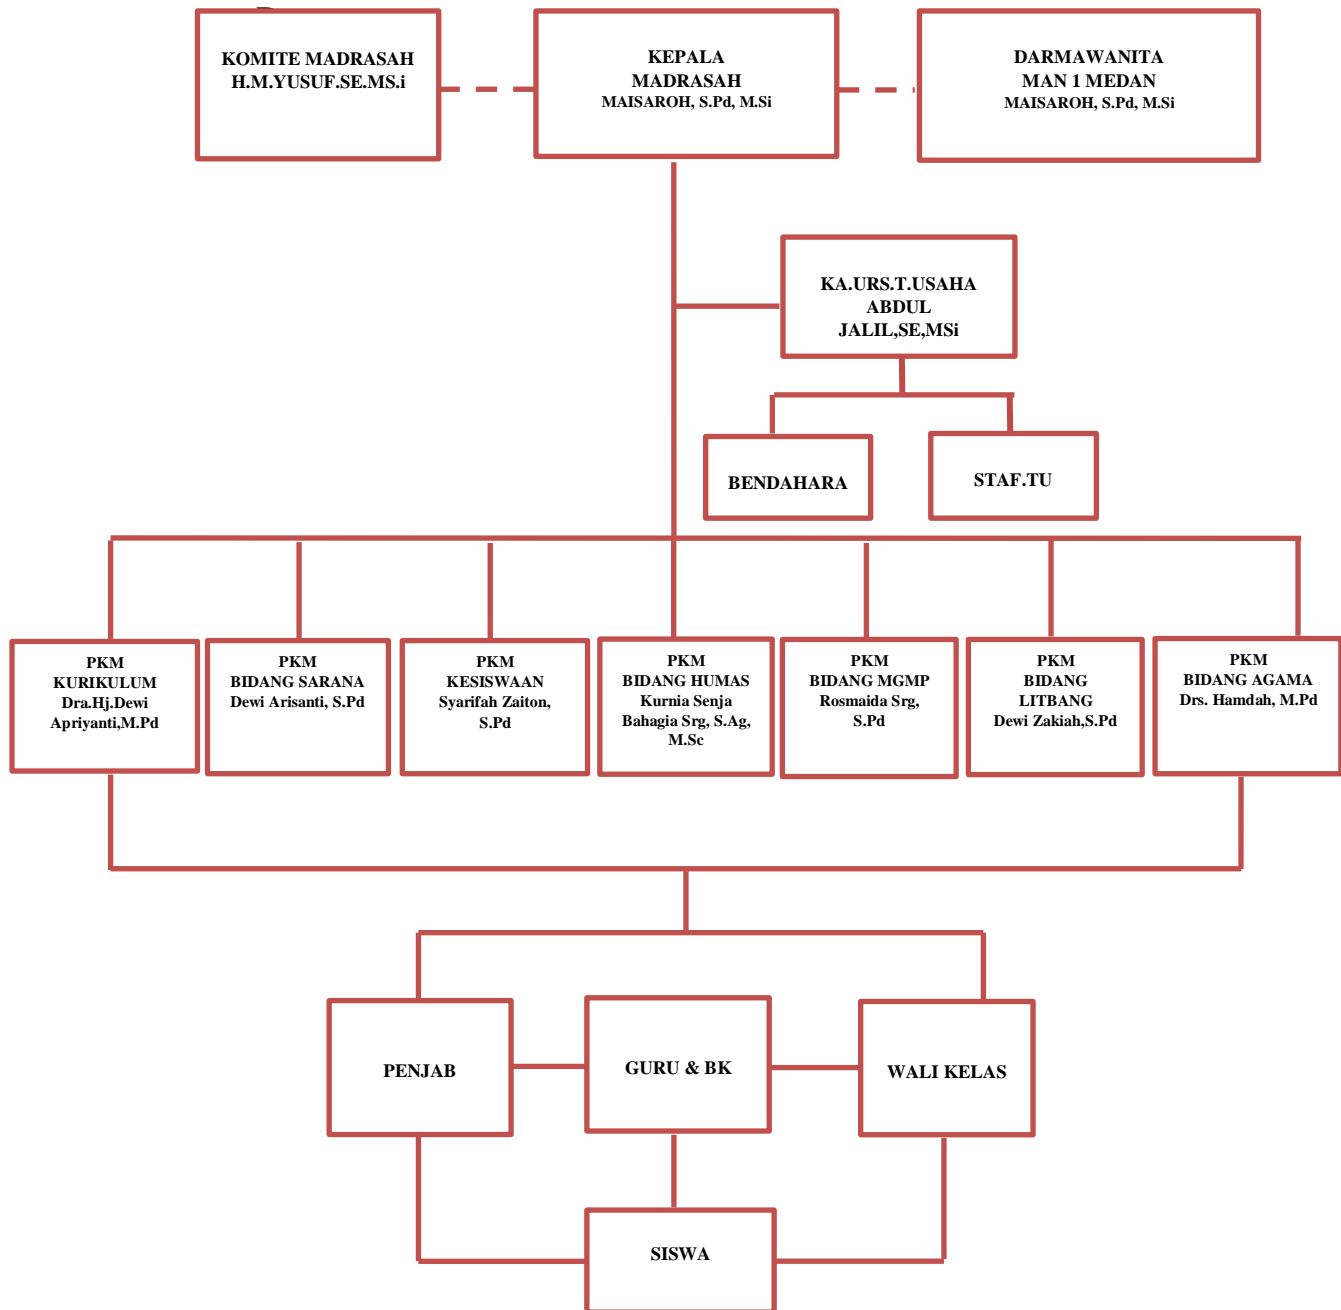 KOMITE MADRASAH
H.M.YUSUF.SE.MS.i
KEPALA
MADRASAH
MAISAROH, S.Pd, M.Si
DARMAWANITA
MAN 1 MEDAN
MAISAROH, S.Pd, M.Si
KA.URS.T.USAHA
ABDUL
JALIL,SE,MSi
BENDAHARA
STAF.TU
PKM
KURIKULUM
Dra.Hj.Dewi
Apriyanti,M.Pd
PKM
BIDANG SARANA
Dewi Arisanti, S.Pd
PKM
KESISWAAN
Syarifah Zaiton,
S.Pd
PKM
BIDANG HUMAS
Kurnia Senja
Bahagia Srg, S.Ag,
M.Sc
PKM
BIDANG MGMP
Rosmaida Srg,
S.Pd
PKM
BIDANG
LITBANG
Dewi Zakiah,S.Pd
PKM
BIDANG AGAMA
Drs. Hamdah, M.Pd
PENJAB
GURU & BK
WALI KELAS
SISWA